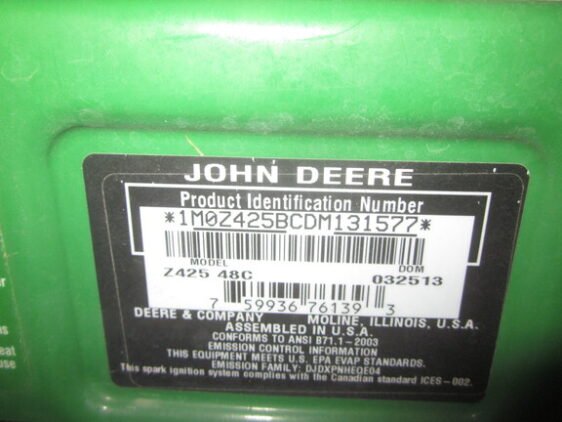 JOHN DEERE
Product Identification Number
*1M0Z425BCDM131577*
MODEL DOM
Z425 48C 032513
7 59936 76139 3
DEERE & COMPANY MOLINE, ILLINOIS, U.S.A.
ASSEMBLED IN U.S.A.
CONFORMS TO ANSI B71.1-2003
EMISSION CONTROL INFORMATION
THIS EQUIPMENT MEETS U.S. EPA EVAP STANDARDS.
EMISSION FAMILY: DJDXPNHEQE04
This spark ignition system complies with the Canadian standard ICES-002.